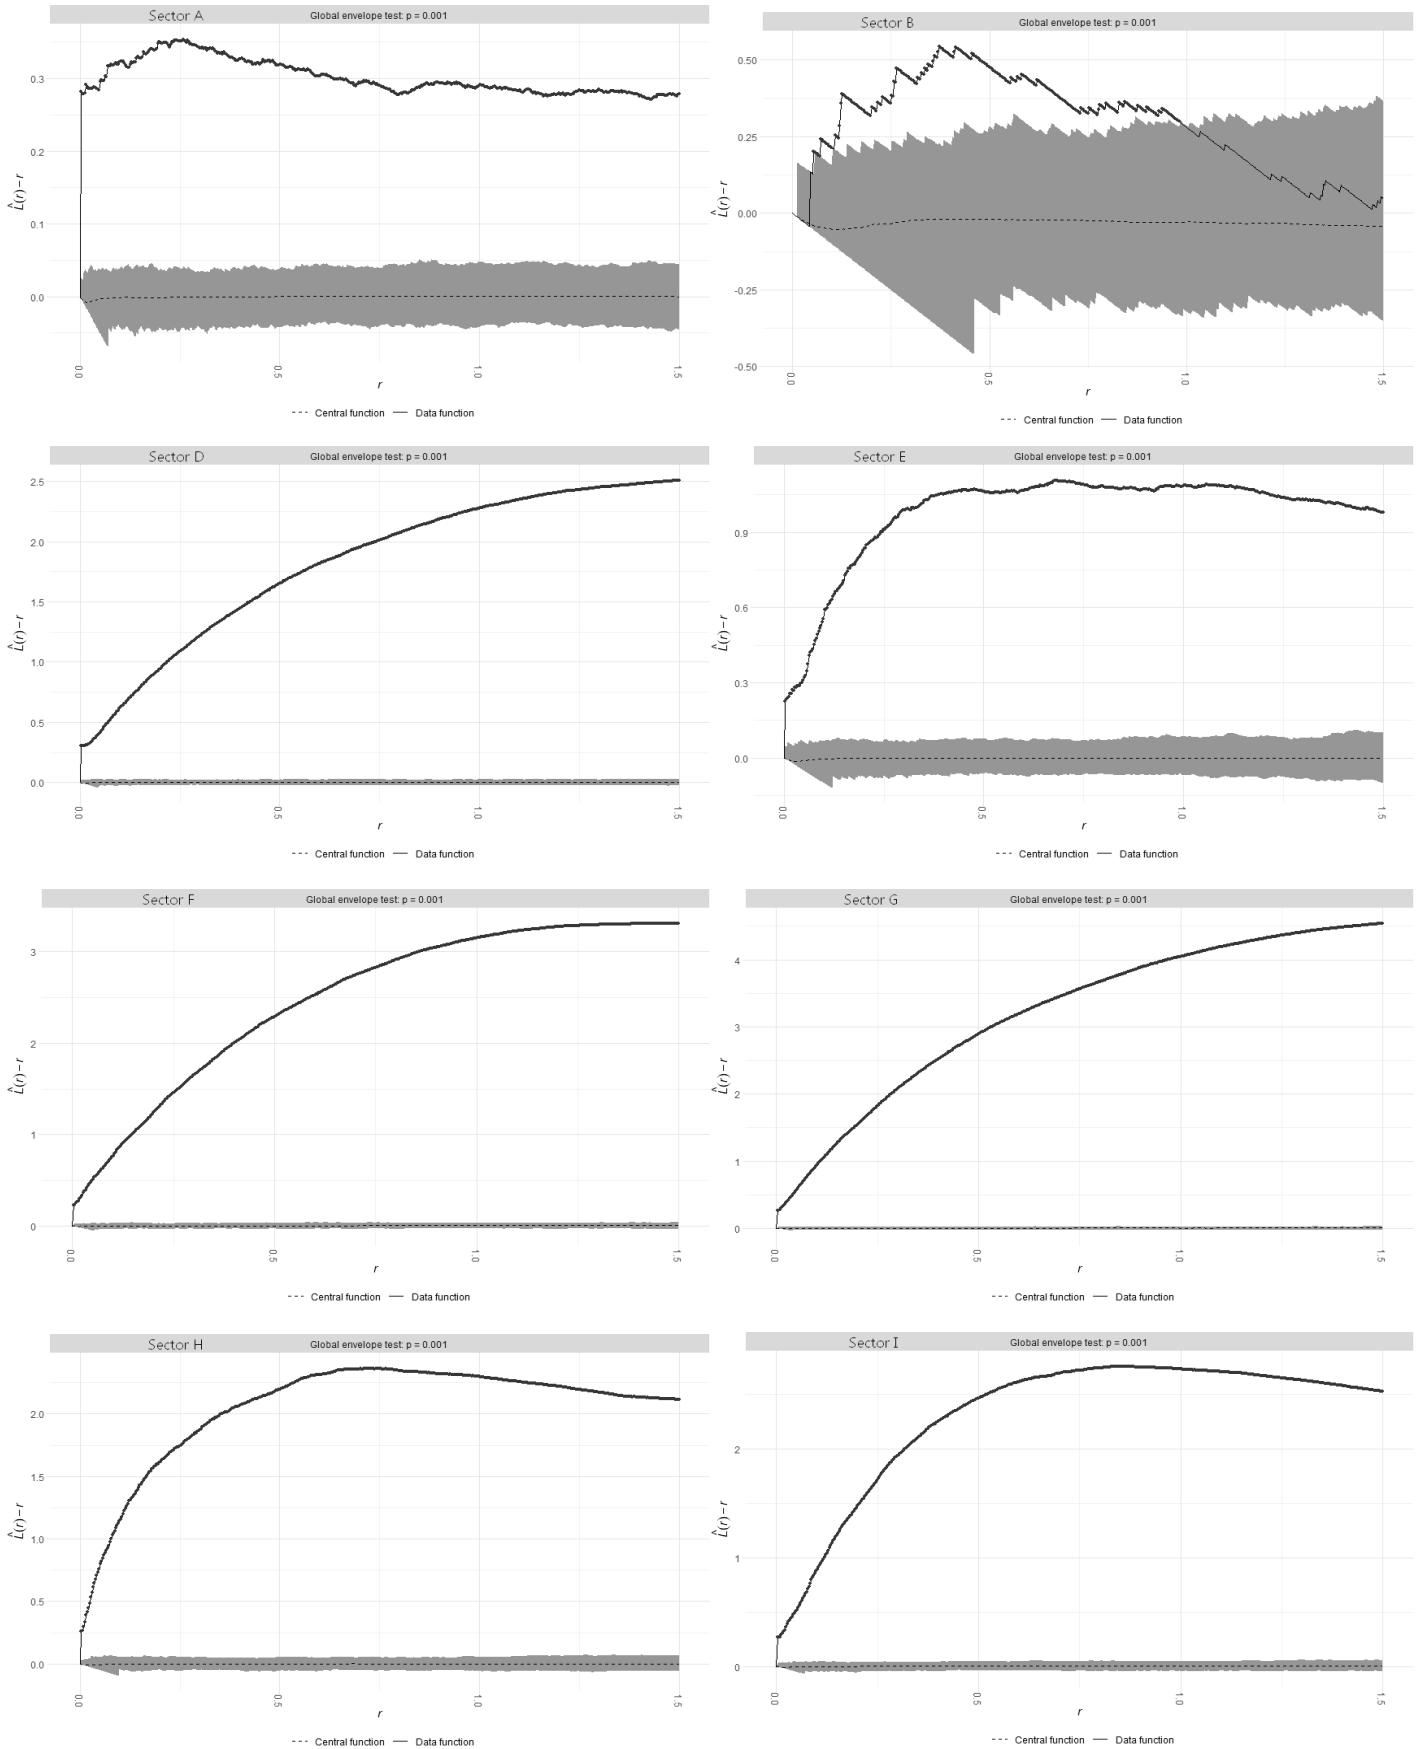 Sector A Global envelope test: p = 0.001
0.3
0.2
0.1
0.0
L̂(r) − r
0.0 0.5 1.0 1.5
r
Central function Data function
Sector B Global envelope test: p = 0.001
0.50
0.25
0.00
-0.25
-0.50
L̂(r) − r
0.0 0.5 1.0 1.5
r
Central function Data function
Sector D Global envelope test: p = 0.001
2.5
2.0
1.5
1.0
0.5
0.0
L̂(r) − r
0.0 0.5 1.0 1.5
r
Central function Data function
Sector E Global envelope test: p = 0.001
0.9
0.6
0.3
0.0
L̂(r) − r
0.0 0.5 1.0 1.5
r
Central function Data function
Sector F Global envelope test: p = 0.001
3
2
1
0
L̂(r) − r
0.0 0.5 1.0 1.5
r
Central function Data function
Sector G Global envelope test: p = 0.001
4
3
2
1
0
L̂(r) − r
0.0 0.5 1.0 1.5
r
Central function Data function
Sector H Global envelope test: p = 0.001
2.0
1.5
1.0
0.5
0.0
L̂(r) − r
0.0 0.5 1.0 1.5
r
Central function Data function
Sector I Global envelope test: p = 0.001
2
1
0
L̂(r) − r
0.0 0.5 1.0 1.5
r
Central function Data function